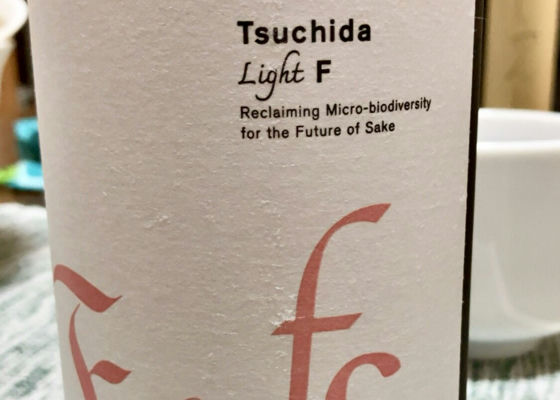 Tsuchida
Light F
Reclaiming Micro-biodiversity
for the Future of Sake
F f